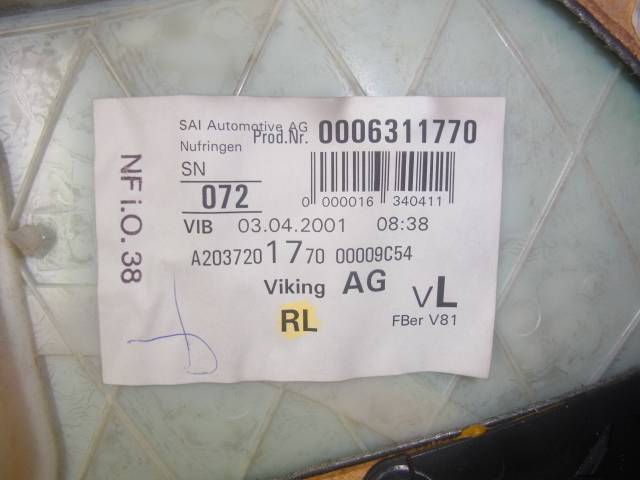 SAI Automotive AG
Nufringen
Prod.Nr. 0006311770
SN
072
0 000016 340411
VIB 03.04.2001 08:38
A203720 17 70 00009C54
Viking AG VL
RL
FBer V81
NF i.O. 38